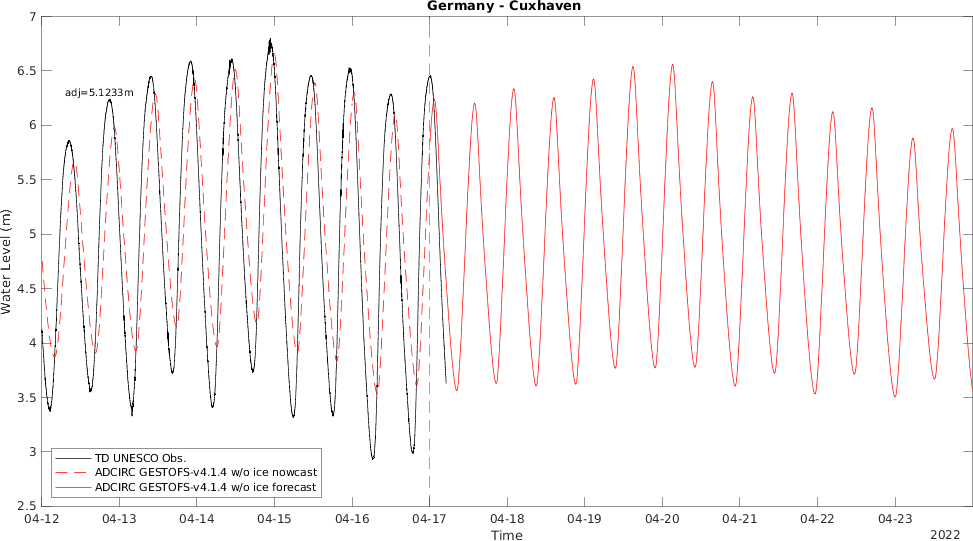 Germany - Cuxhaven
7
6.5
6
5.5
5
4.5
4
3.5
3
2.5
Water Level (m)
adj=5.1233m
TD UNESCO Obs.
ADCIRC GESTOFS-v4.1.4 w/o ice nowcast
ADCIRC GESTOFS-v4.1.4 w/o ice forecast
04-12 04-13 04-14 04-15 04-16 04-17 04-18 04-19 04-20 04-21 04-22 04-23
Time
2022